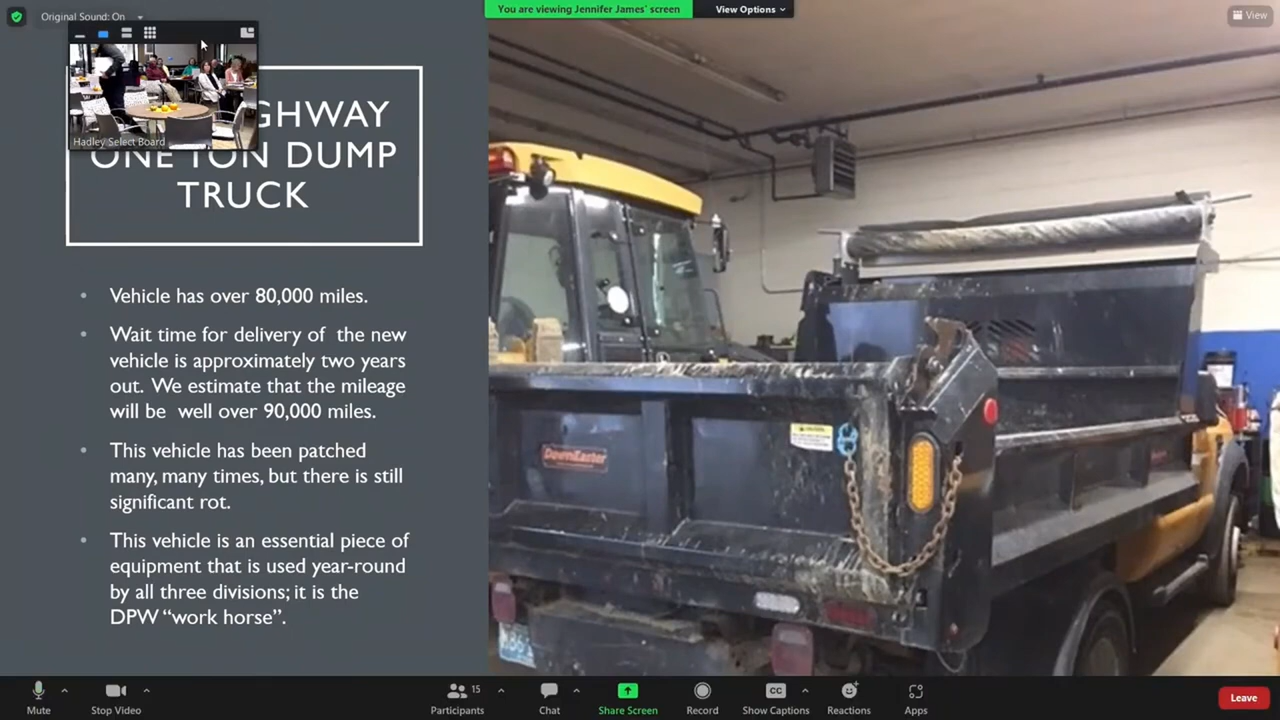 Original Sound: On
You are viewing Jennifer James' screen
View Options
View
Hadley Select Board
GHWAY
ONE TON DUMP
TRUCK
• Vehicle has over 80,000 miles.
• Wait time for delivery of the new
vehicle is approximately two years
out. We estimate that the mileage
will be well over 90,000 miles.
• This vehicle has been patched
many, many times, but there is still
significant rot.
• This vehicle is an essential piece of
equipment that is used year-round
by all three divisions; it is the
DPW “work horse”.
DownEaster
Mute
Stop Video
Participants
15
Chat
Share Screen
Record
CC
Show Captions
Reactions
Apps
Leave